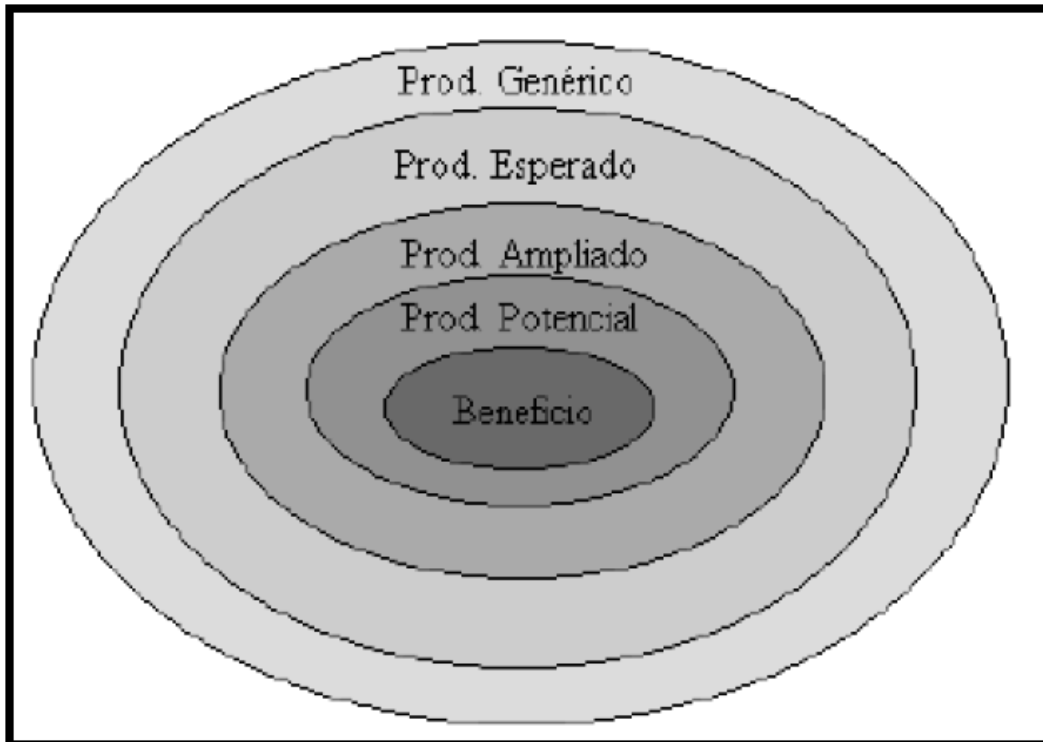 Prod. Genérico
Prod. Esperado
Prod. Ampliado
Prod. Potencial
Beneficio